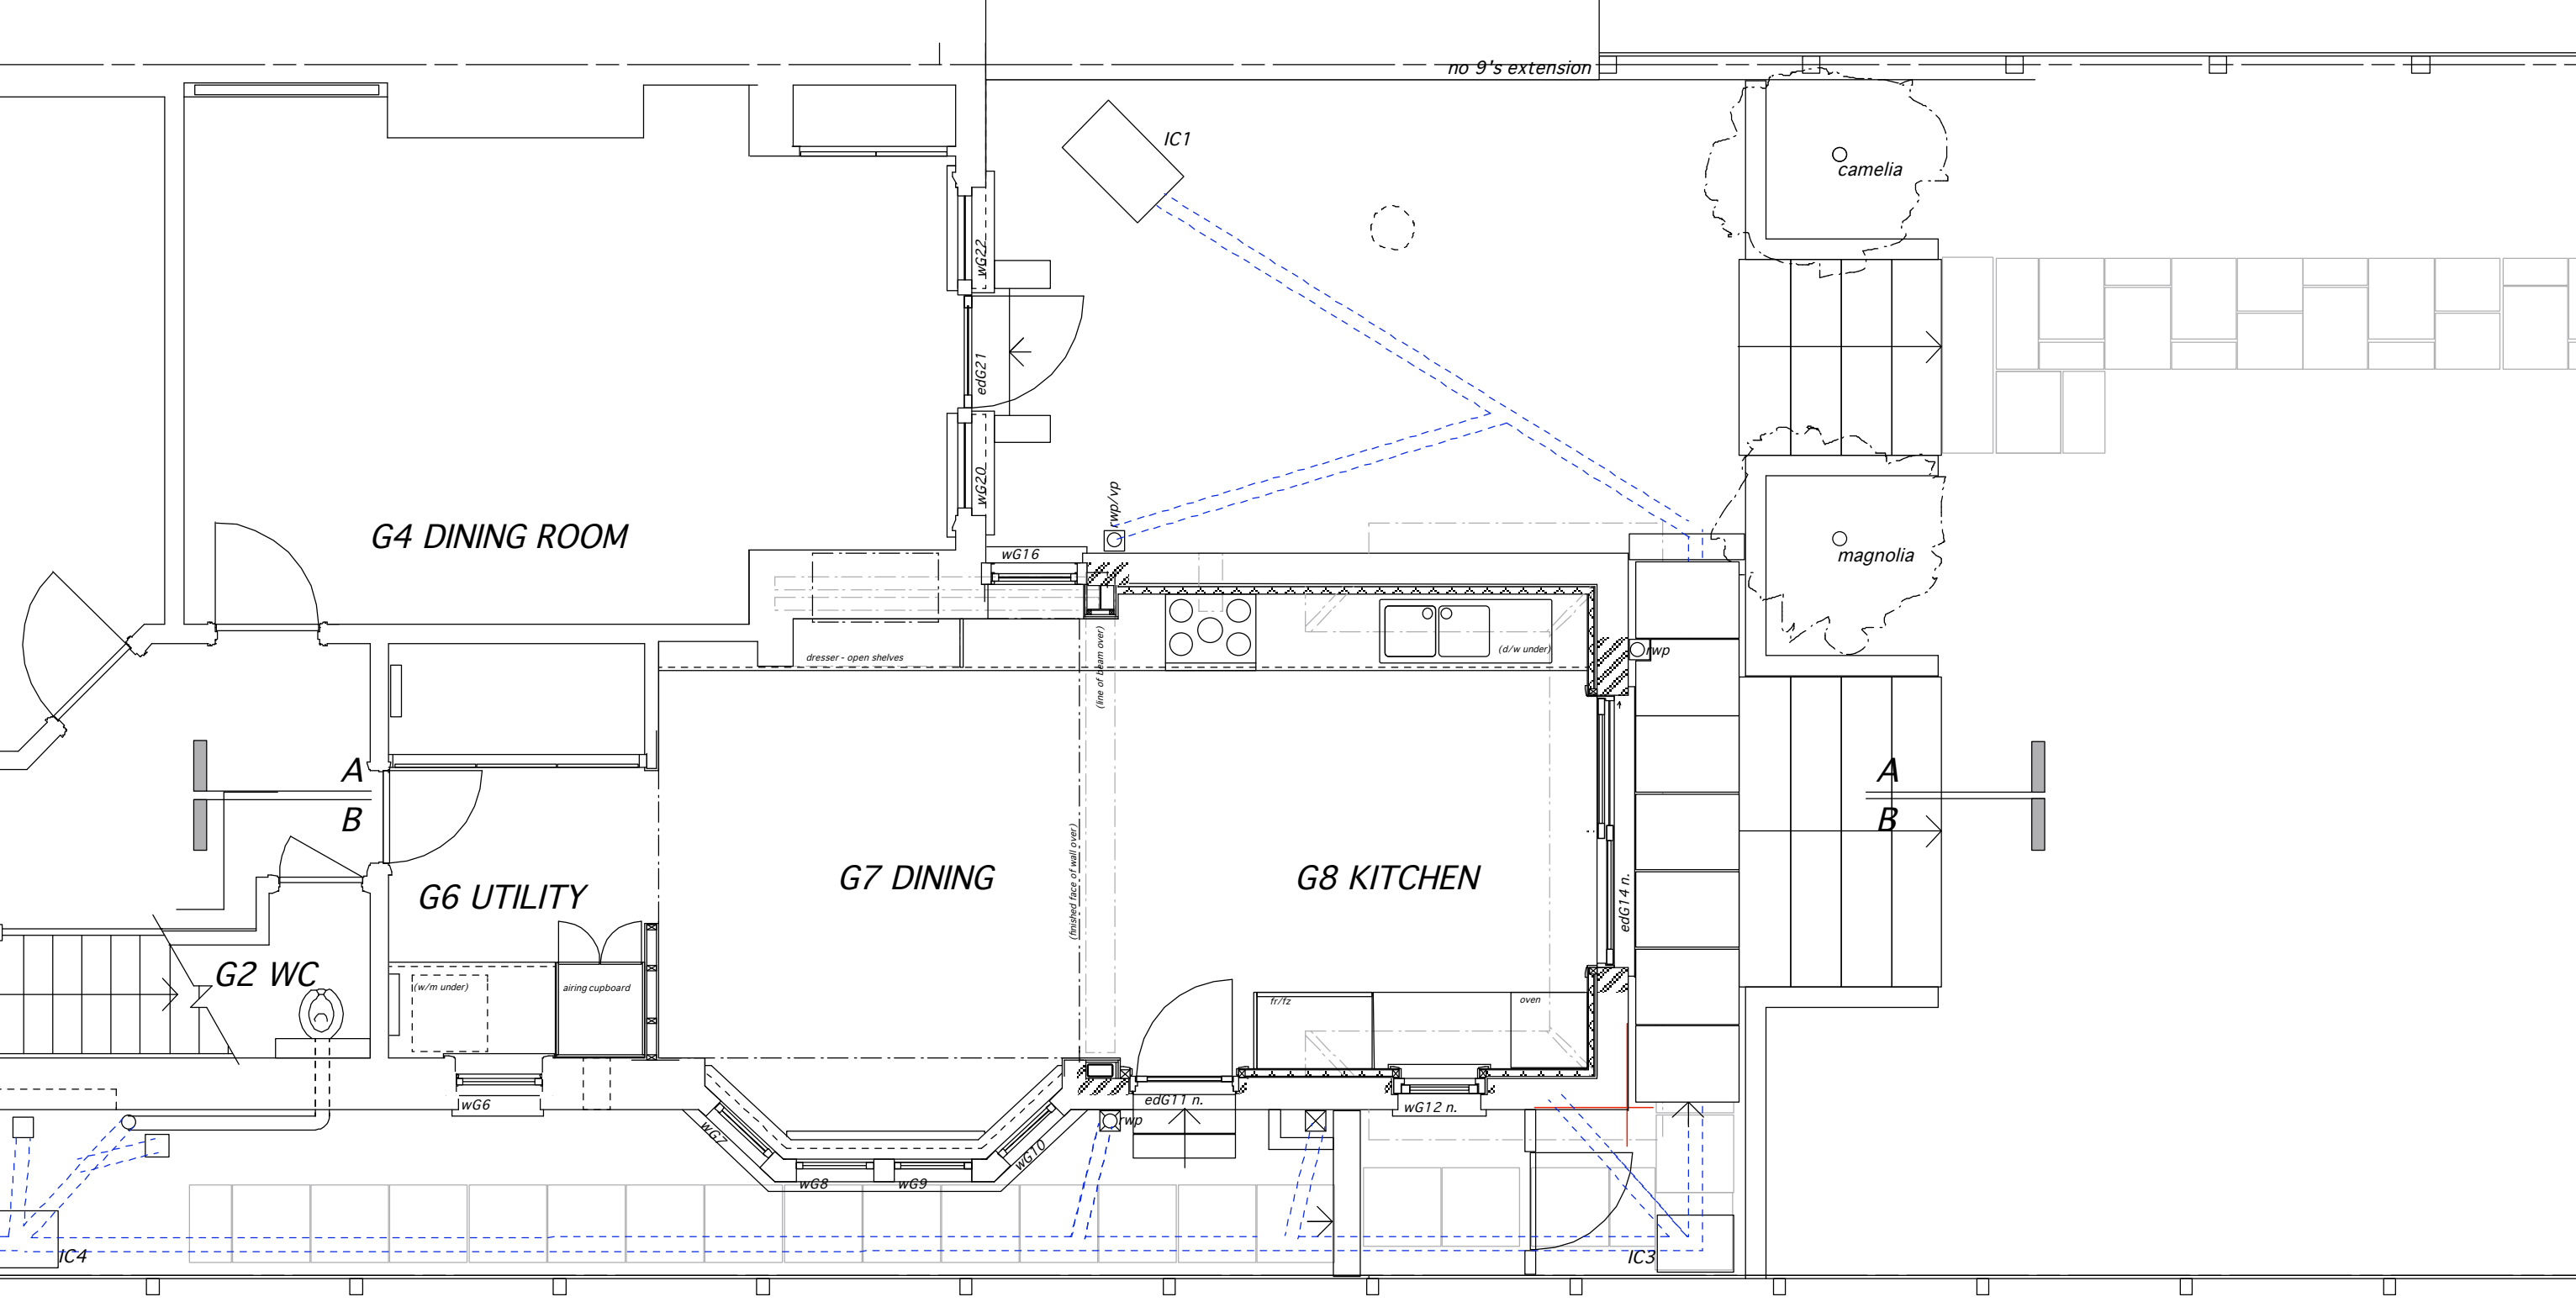 no 9's extension
IC1
camelia
wG22
edG21
wG20
rwp/vp
G4 DINING ROOM
wG16
magnolia
dresser - open shelves
(line of beam over)
(d/w under)
rwp
A
B
A
B
(finished face of wall over)
G7 DINING
G8 KITCHEN
G6 UTILITY
edG14 n.
G2 WC
(w/m under)
airing cupboard
fr/fz
oven
wG6
edG11 n.
wG12 n.
rwp
wG7
wG10
wG8
wG9
IC4
IC3